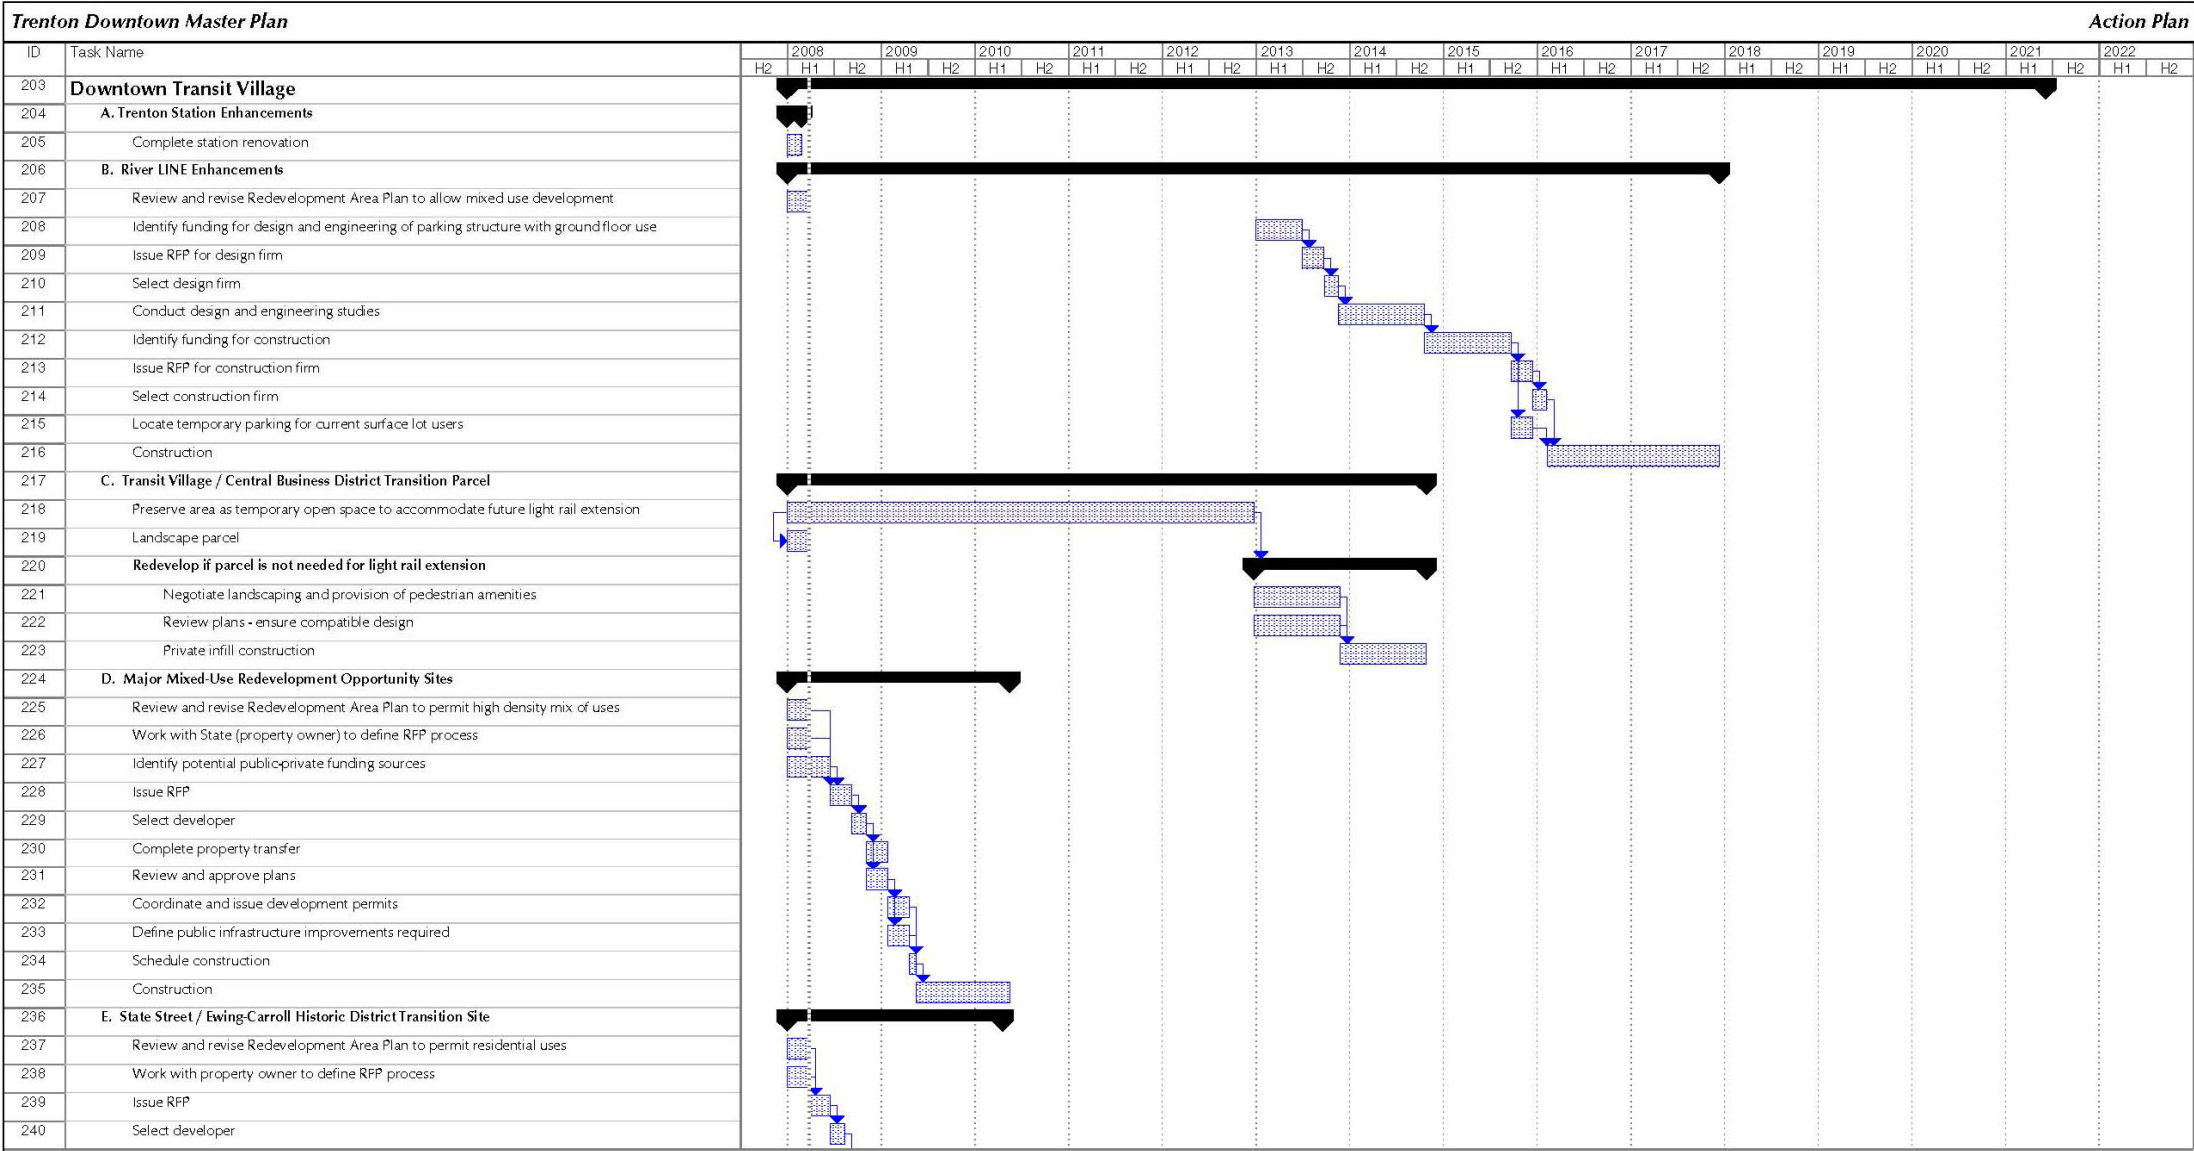 Trenton Downtown Master Plan Action Plan
ID Task Name 2008 2009 2010 2011 2012 2013 2014 2015 2016 2017 2018 2019 2020 2021 2022
H2 H1 H2 H1 H2 H1 H2 H1 H2 H1 H2 H1 H2 H1 H2 H1 H2 H1 H2 H1 H2 H1 H2 H1 H2 H1 H2 H1 H2 H1 H2
203 Downtown Transit Village
204 A. Trenton Station Enhancements
205 Complete station renovation
206 B. River LINE Enhancements
207 Review and revise Redevelopment Area Plan to allow mixed use development
208 Identify funding for design and engineering of parking structure with ground floor use
209 Issue RFP for design firm
210 Select design firm
211 Conduct design and engineering studies
212 Identify funding for construction
213 Issue RFP for construction firm
214 Select construction firm
215 Locate temporary parking for current surface lot users
216 Construction
217 C. Transit Village / Central Business District Transition Parcel
218 Preserve area as temporary open space to accommodate future light rail extension
219 Landscape parcel
220 Redevelop if parcel is not needed for light rail extension
221 Negotiate landscaping and provision of pedestrian amenities
222 Review plans - ensure compatible design
223 Private infill construction
224 D. Major Mixed-Use Redevelopment Opportunity Sites
225 Review and revise Redevelopment Area Plan to permit high density mix of uses
226 Work with State (property owner) to define RFP process
227 Identify potential public-private funding sources
228 Issue RFP
229 Select developer
230 Complete property transfer
231 Review and approve plans
232 Coordinate and issue development permits
233 Define public infrastructure improvements required
234 Schedule construction
235 Construction
236 E. State Street / Ewing-Carroll Historic District Transition Site
237 Review and revise Redevelopment Area Plan to permit residential uses
238 Work with property owner to define RFP process
239 Issue RFP
240 Select developer